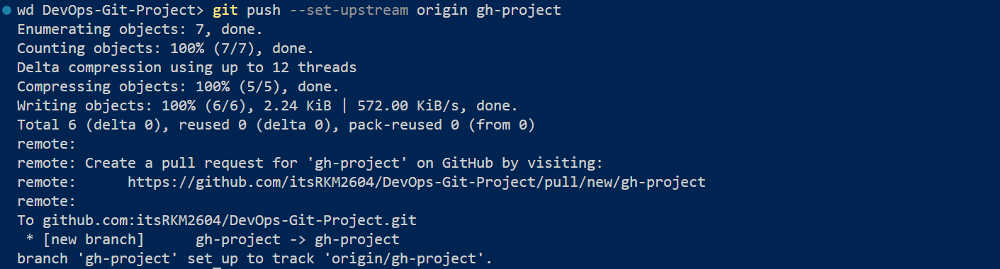 wd DevOps-Git-Project> git push --set-upstream origin gh-project
Enumerating objects: 7, done.
Counting objects: 100% (7/7), done.
Delta compression using up to 12 threads
Compressing objects: 100% (5/5), done.
Writing objects: 100% (6/6), 2.24 KiB | 572.00 KiB/s, done.
Total 6 (delta 0), reused 0 (delta 0), pack-reused 0 (from 0)
remote:
remote: Create a pull request for 'gh-project' on GitHub by visiting:
remote:      https://github.com/itsRKM2604/DevOps-Git-Project/pull/new/gh-project
remote:
To github.com:itsRKM2604/DevOps-Git-Project.git
 * [new branch]      gh-project -> gh-project
branch 'gh-project' set up to track 'origin/gh-project'.